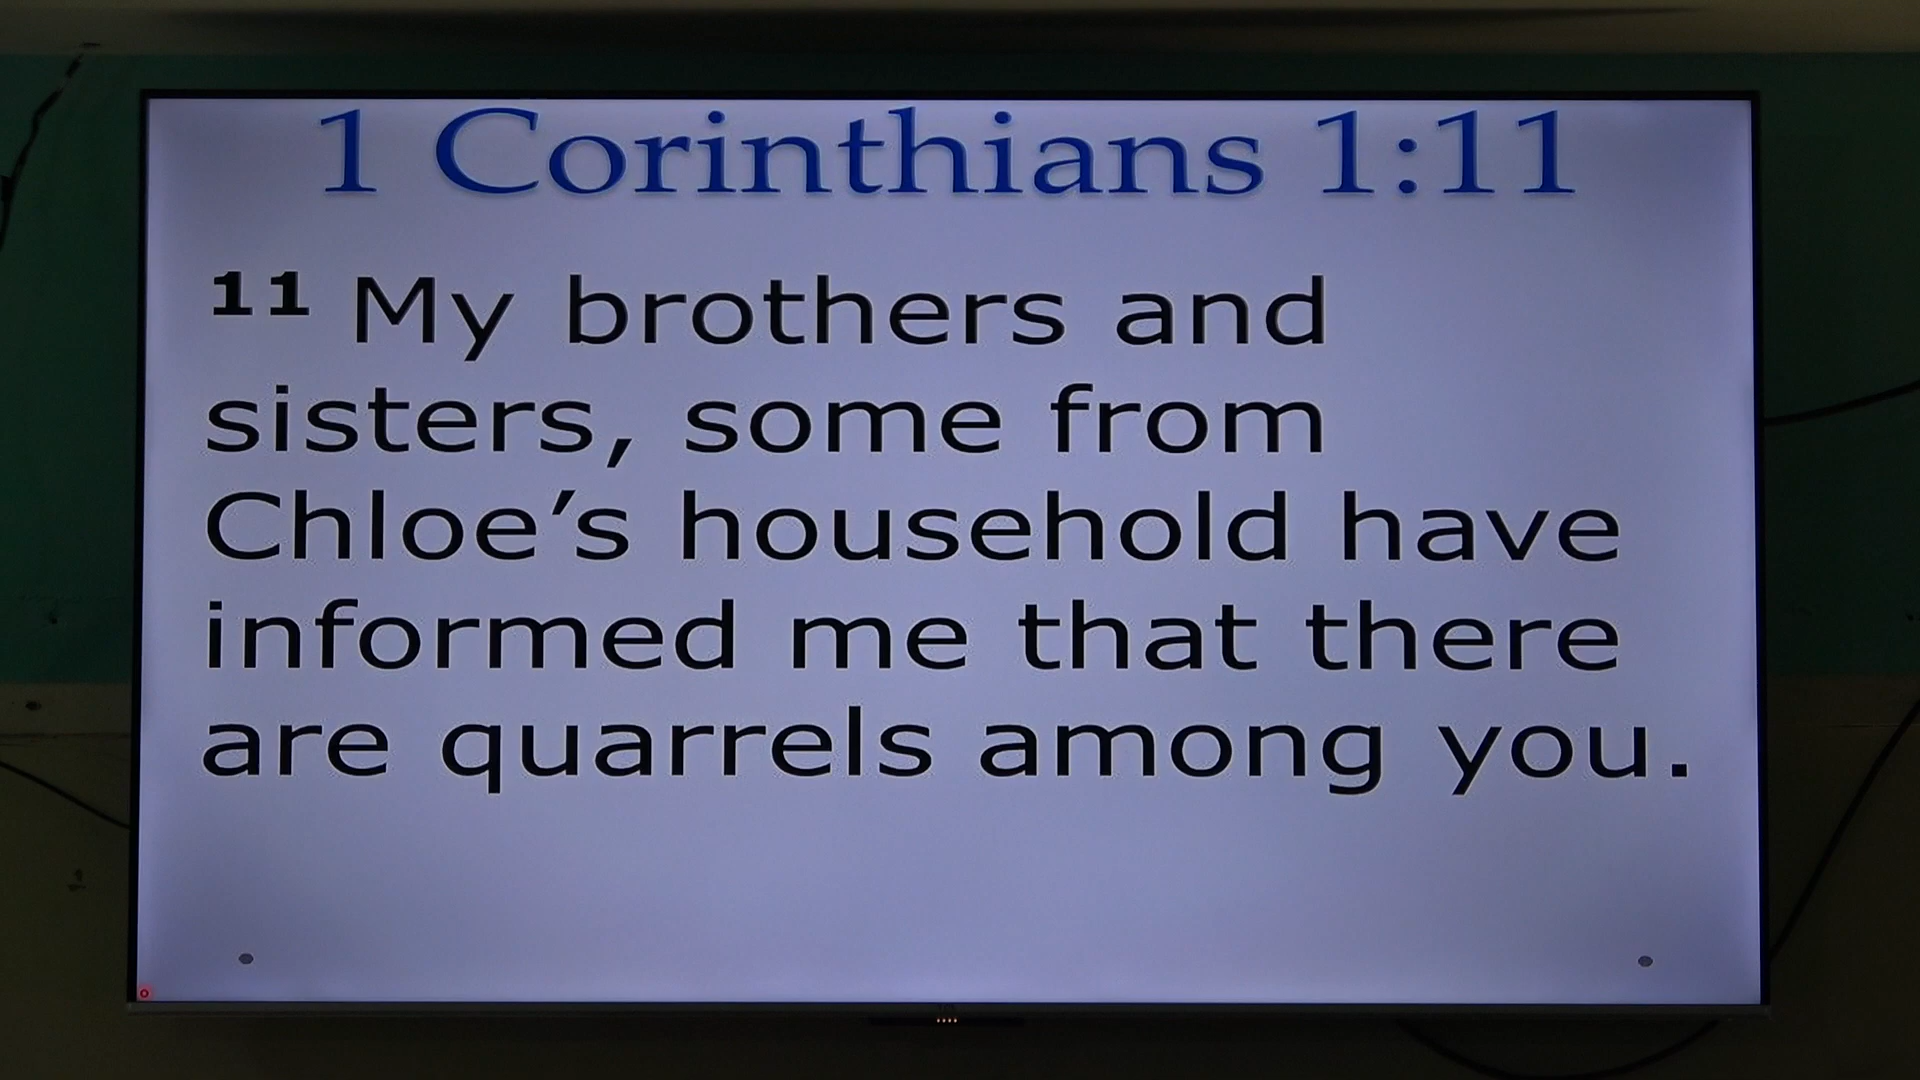 1 Corinthians 1:11
11 My brothers and
sisters, some from
Chloe’s household have
informed me that there
are quarrels among you.